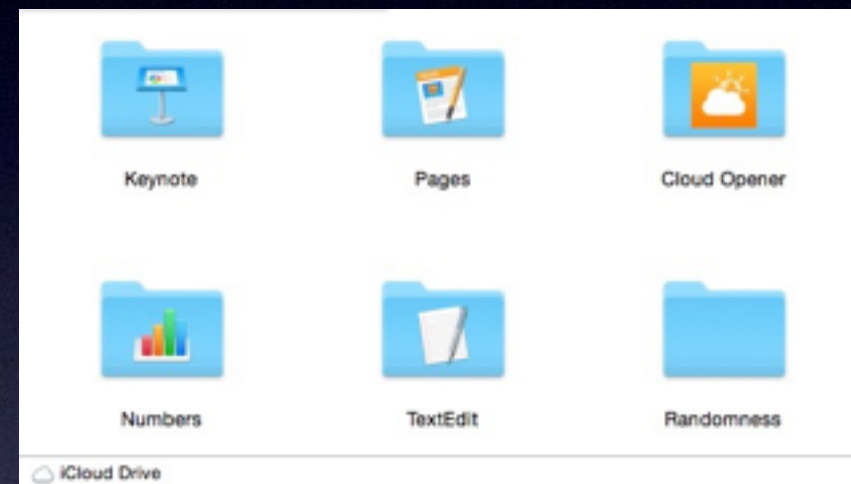 Keynote
Pages
Cloud Opener
Numbers
TextEdit
Randomness
iCloud Drive